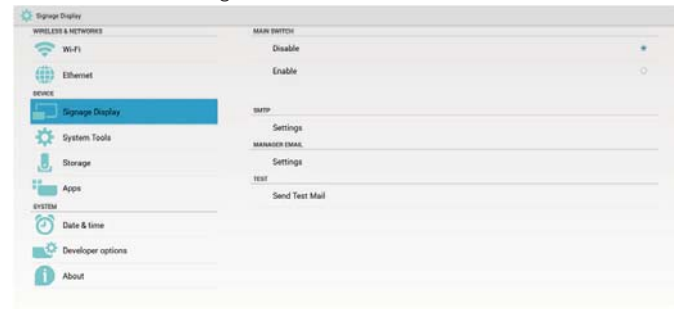 Signage Display
WIRELESS & NETWORKS
Wi-Fi
Ethernet
DEVICE
Signage Display
System Tools
Storage
Apps
SYSTEM
Date & time
Developer options
About
MAIN SWITCH
Disable
Enable
SMTP
Settings
MANAGER EMAIL
Settings
TEST
Send Test Mail